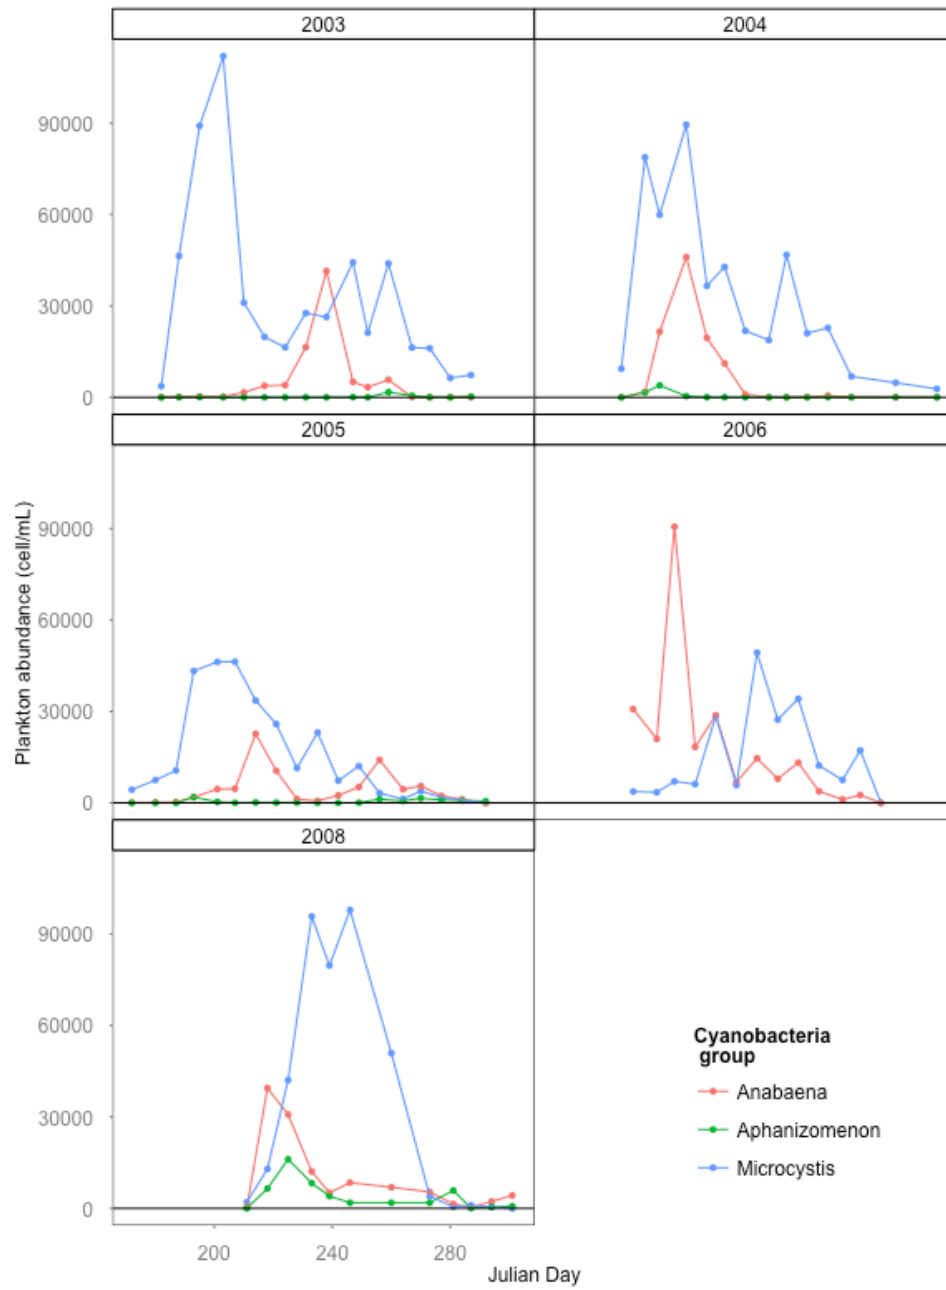 2003
2004
90000
60000
30000
0
2005
2006
Plankton abundance (cell/mL)
90000
60000
30000
0
2008
90000
60000
30000
0
Cyanobacteria
group
Anabaena
Aphanizomenon
Microcystis
200
240
280
Julian Day